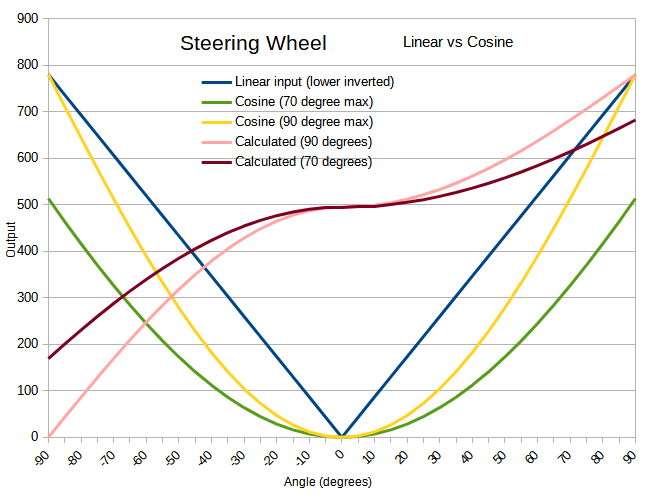 Steering Wheel
Linear vs Cosine
Linear input (lower inverted)
Cosine (70 degree max)
Cosine (90 degree max)
Calculated (90 degrees)
Calculated (70 degrees)
900
800
700
600
500
400
300
200
100
0
Output
-90 -80 -70 -60 -50 -40 -30 -20 -10 0 10 20 30 40 50 60 70 80 90
Angle (degrees)